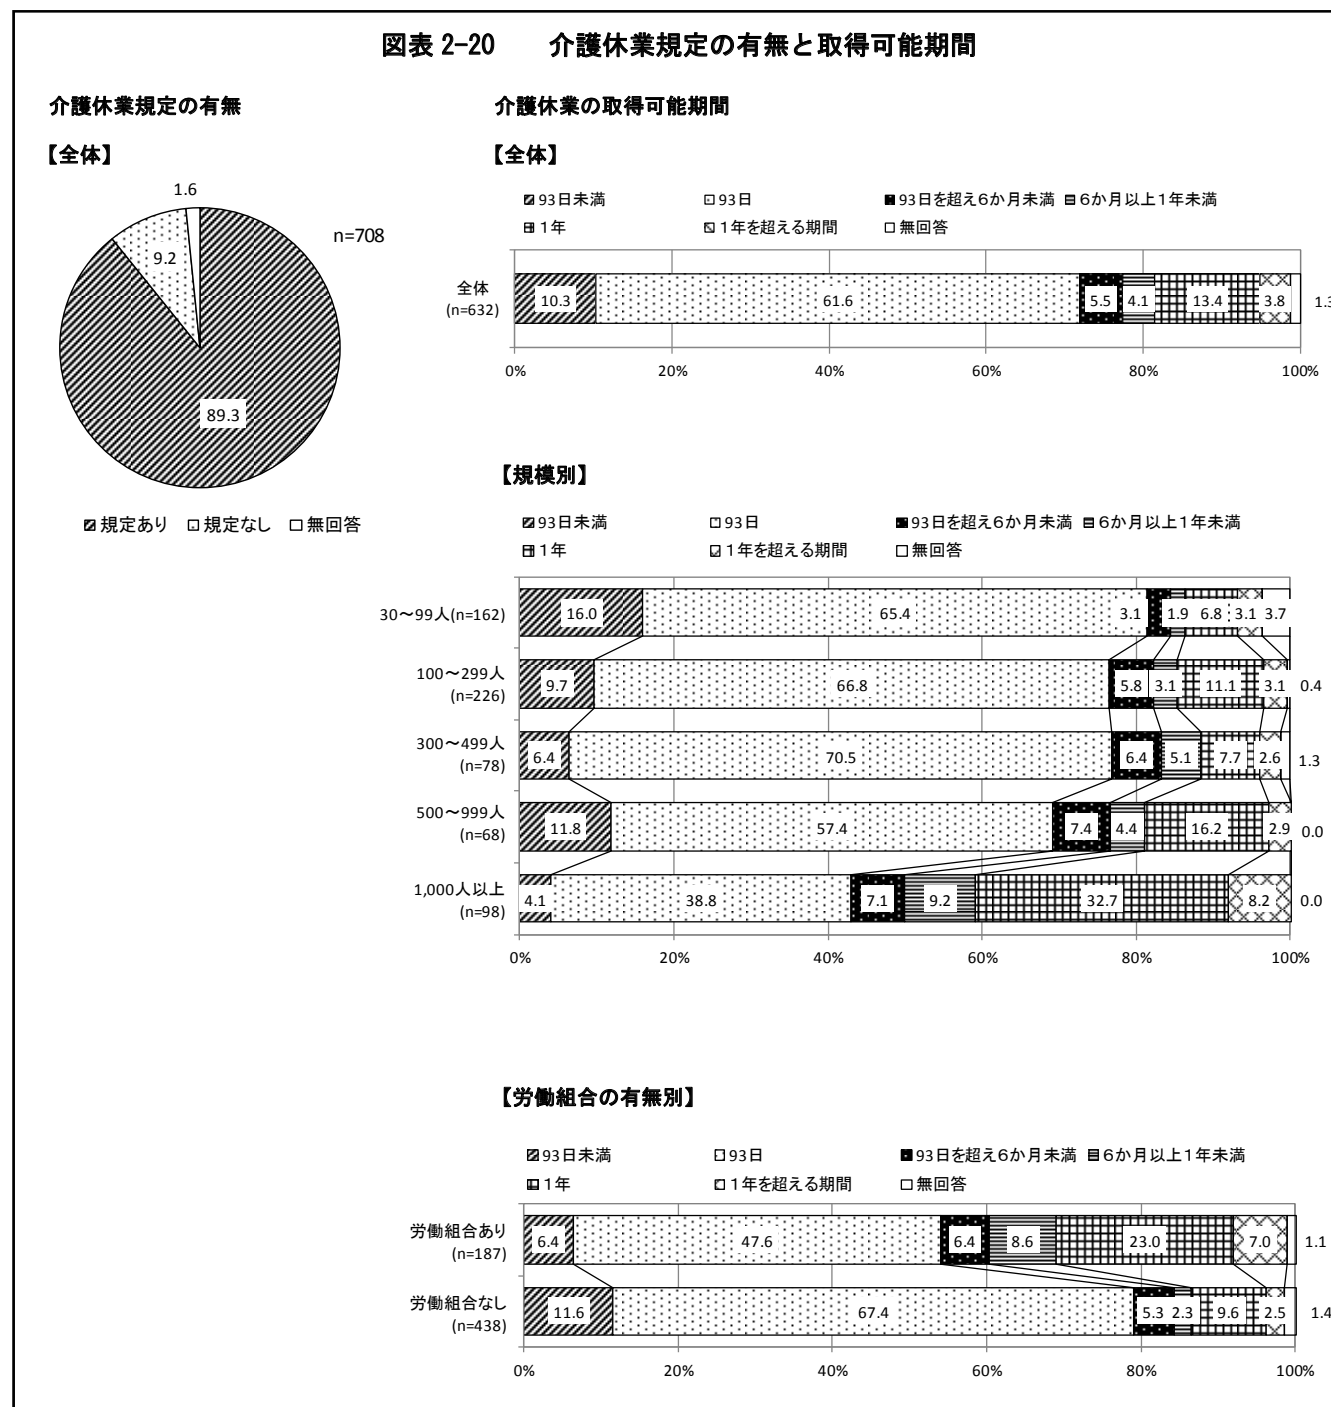 図表 2-20　　介護休業規定の有無と取得可能期間
介護休業規定の有無
【全体】
1.6
n=708
9.2
89.3
規定あり 規定なし 無回答
介護休業の取得可能期間
【全体】
93日未満 93日 93日を超え6か月未満 6か月以上1年未満
1年 1年を超える期間 無回答
全体
(n=632)
10.3 61.6 5.5 4.1 13.4 3.8 1.3
0% 20% 40% 60% 80% 100%
【規模別】
93日未満 93日 93日を超え6か月未満 6か月以上1年未満
1年 1年を超える期間 無回答
30～99人(n=162) 16.0 65.4 3.1 1.9 6.8 3.1 3.7
100～299人
(n=226)
9.7 66.8 5.8 3.1 11.1 3.1 0.4
300～499人
(n=78)
6.4 70.5 6.4 5.1 7.7 2.6 1.3
500～999人
(n=68)
11.8 57.4 7.4 4.4 16.2 2.9 0.0
1,000人以上
(n=98)
4.1 38.8 7.1 9.2 32.7 8.2 0.0
0% 20% 40% 60% 80% 100%
【労働組合の有無別】
93日未満 93日 93日を超え6か月未満 6か月以上1年未満
1年 1年を超える期間 無回答
労働組合あり
(n=187)
6.4 47.6 6.4 8.6 23.0 7.0 1.1
労働組合なし
(n=438)
11.6 67.4 5.3 2.3 9.6 2.5 1.4
0% 20% 40% 60% 80% 100%